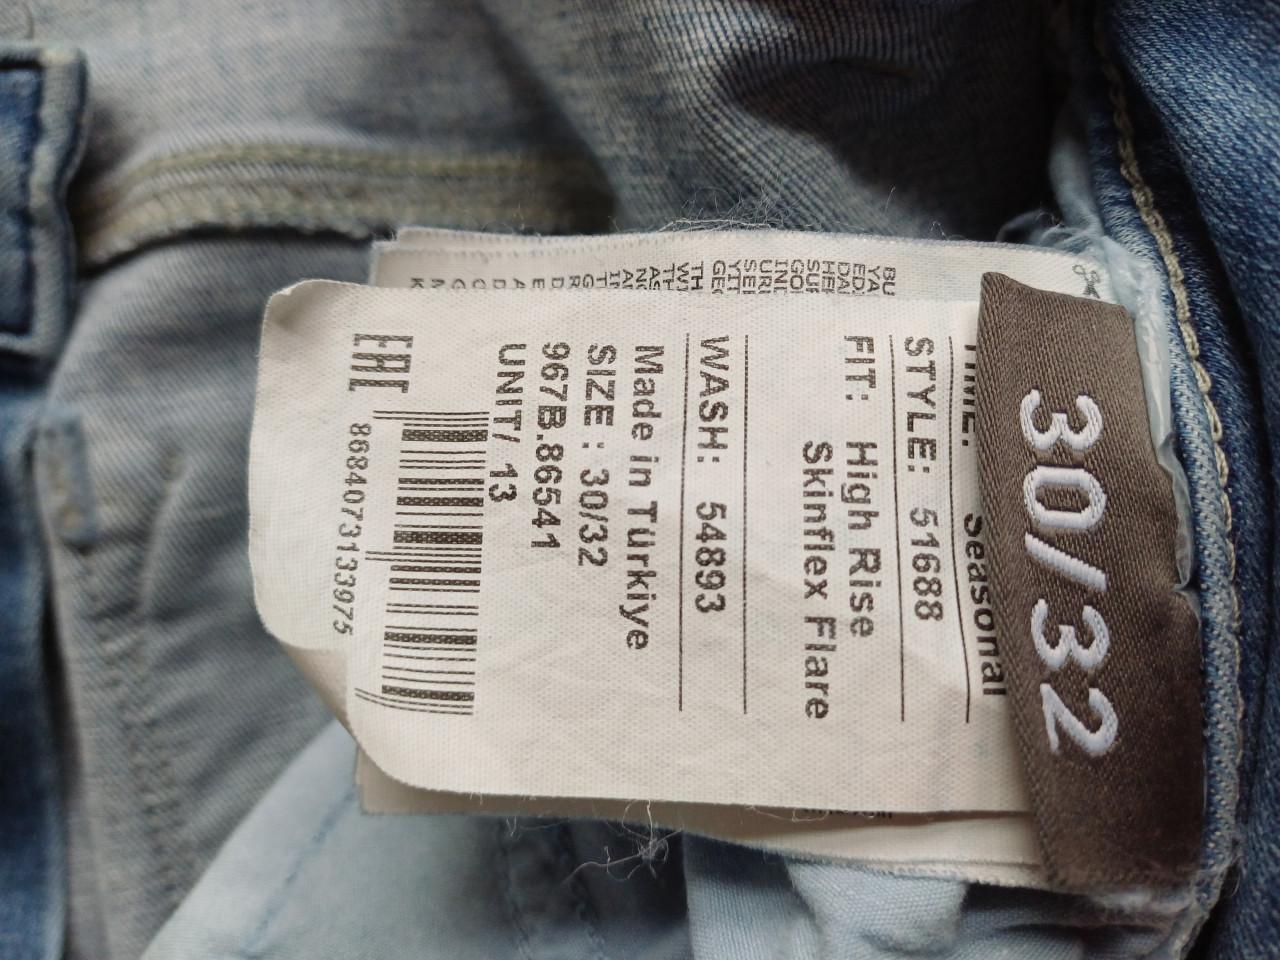 30/32
TIME: Seasonal
STYLE: 51688
FIT: High Rise
Skinflex Flare
WASH: 54893
Made in Türkiye
SIZE : 30/32
967B.86541
UNIT/ 13
EAC
8684073133975